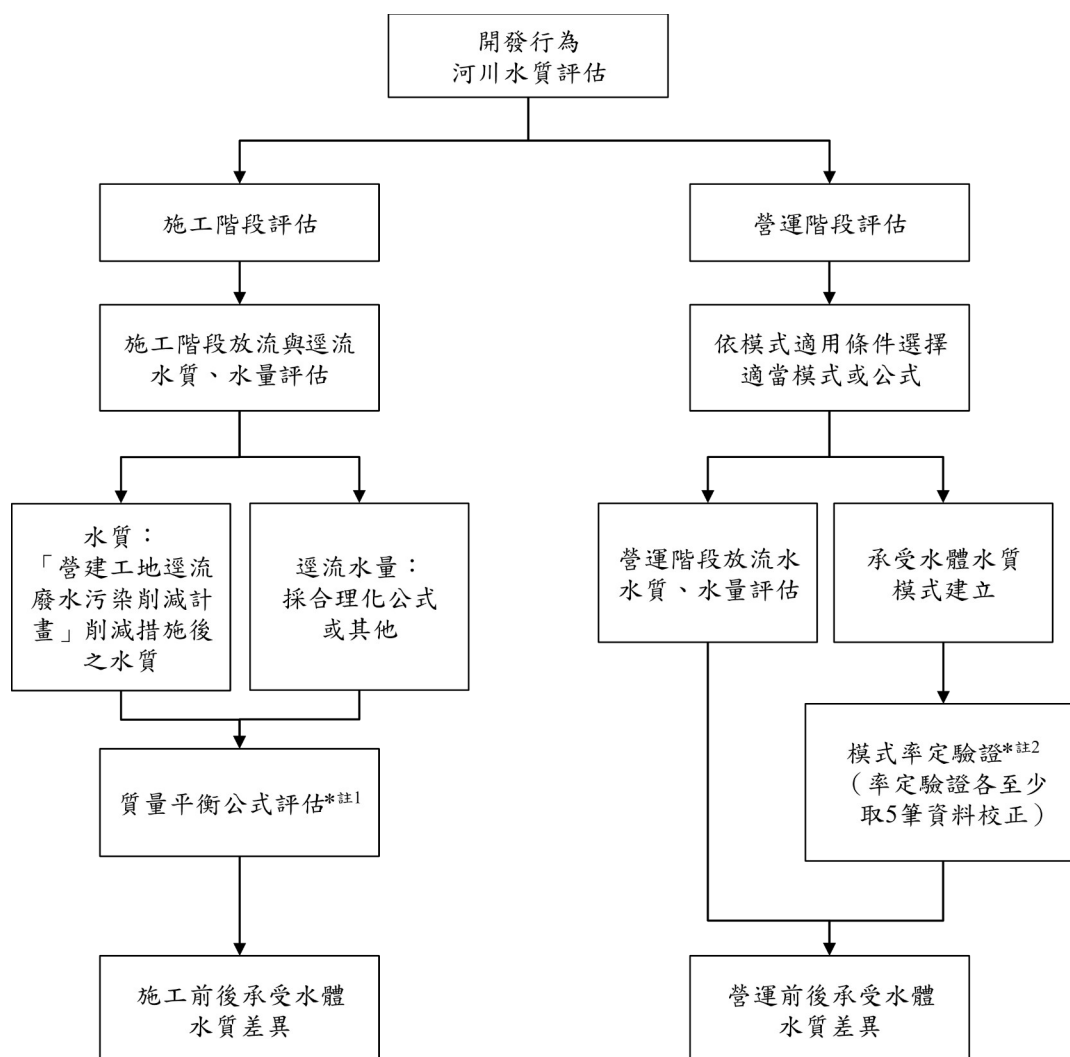 開發行為
河川水質評估
施工階段評估
營運階段評估
施工階段放流與逕流
水質、水量評估
依模式適用條件選擇
適當模式或公式
水質：
「營建工地逕流
廢水污染削減計
畫」削減措施後
之水質
逕流水量：
採合理化公式
或其他
營運階段放流水
水質、水量評估
承受水體水質
模式建立
質量平衡公式評估*註1
模式率定驗證*註2
（率定驗證各至少
取5筆資料校正）
施工前後承受水體
水質差異
營運前後承受水體
水質差異